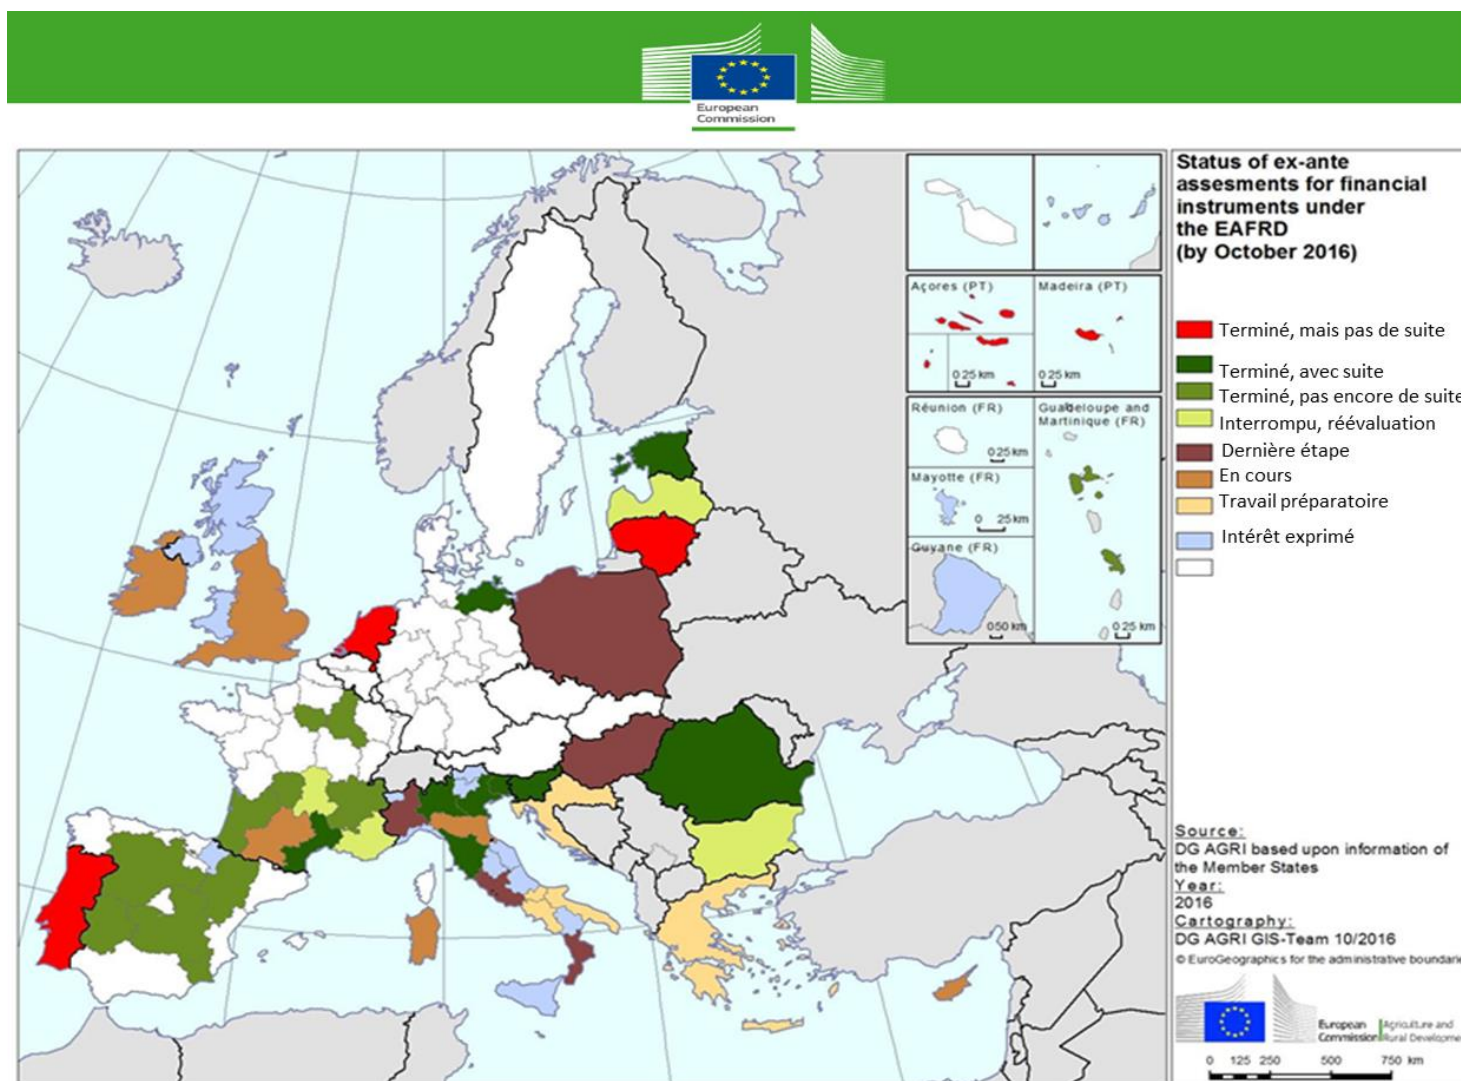 European
Commission
Status of ex-ante
assesments for financial
instruments under
the EAFRD
(by October 2016)
Terminé, mais pas de suite
Terminé, avec suite
Terminé, pas encore de suite
Interrompu, réévaluation
Dernière étape
En cours
Travail préparatoire
Intérêt exprimé
Açores (PT)
0 25 km
Madeira (PT)
0 25 km
Réunion (FR)
0 25 km
Guadeloupe and
Martinique (FR)
0 25 km
Mayotte (FR)
0 25km
Guyane (FR)
0 50 km
Source:
DG AGRI based upon information of
the Member States
Year:
2016
Cartography:
DG AGRI GIS-Team 10/2016
© EuroGeographics for the administrative boundarie
European
Commission
Agriculture and
Rural Developme
0 125 250 500 750 km